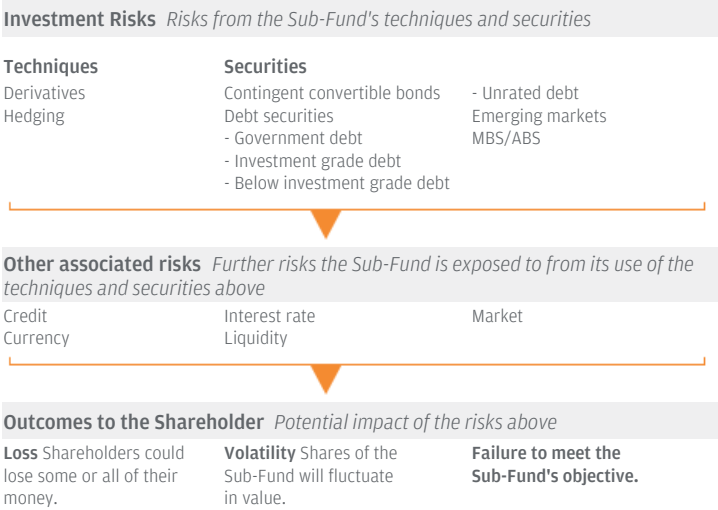 Investment Risks Risks from the Sub-Fund's techniques and securities
Techniques
Derivatives
Hedging
Securities
Contingent convertible bonds
Debt securities
- Government debt
- Investment grade debt
- Below investment grade debt
- Unrated debt
Emerging markets
MBS/ABS
Other associated risks Further risks the Sub-Fund is exposed to from its use of the
techniques and securities above
Credit
Currency
Interest rate
Liquidity
Market
Outcomes to the Shareholder Potential impact of the risks above
Loss Shareholders could
lose some or all of their
money.
Volatility Shares of the
Sub-Fund will fluctuate
in value.
Failure to meet the
Sub-Fund's objective.